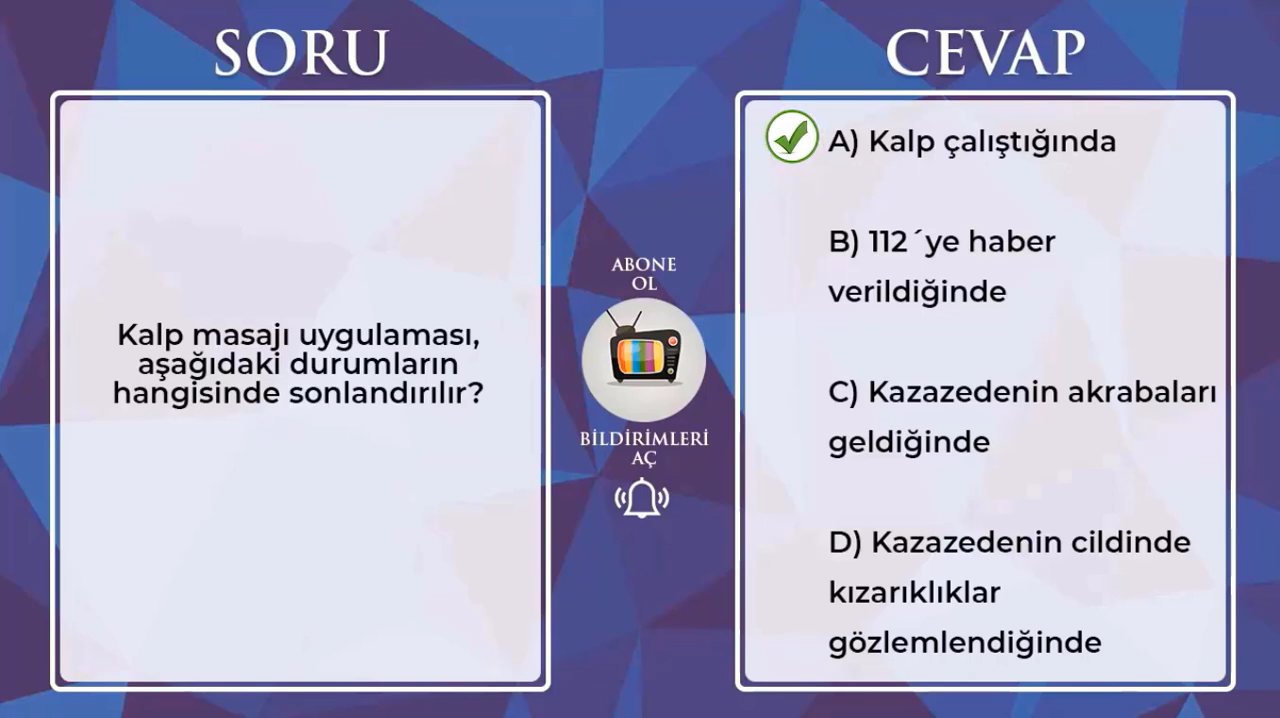 SORU
Kalp masajı uygulaması,
aşağıdaki durumların
hangisinde sonlandırılır?
ABONE
OL
BİLDİRİMLERİ
AÇ
CEVAP
A) Kalp çalıştığında
B) 112´ye haber
verildiğinde
C) Kazazedenin akrabaları
geldiğinde
D) Kazazedenin cildinde
kızarıklıklar
gözlemlendiğinde